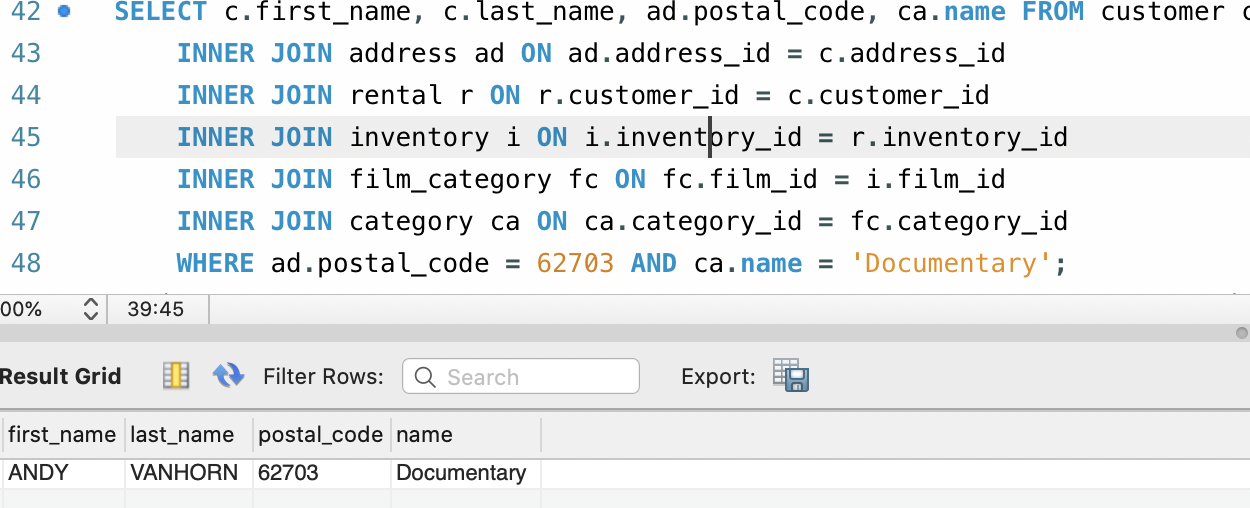 42 SELECT c.first_name, c.last_name, ad.postal_code, ca.name FROM customer c
43 INNER JOIN address ad ON ad.address_id = c.address_id
44 INNER JOIN rental r ON r.customer_id = c.customer_id
45 INNER JOIN inventory i ON i.inventory_id = r.inventory_id
46 INNER JOIN film_category fc ON fc.film_id = i.film_id
47 INNER JOIN category ca ON ca.category_id = fc.category_id
48 WHERE ad.postal_code = 62703 AND ca.name = 'Documentary';
00% 39:45
Result Grid Filter Rows: Search Export:
first_name last_name postal_code name
ANDY VANHORN 62703 Documentary